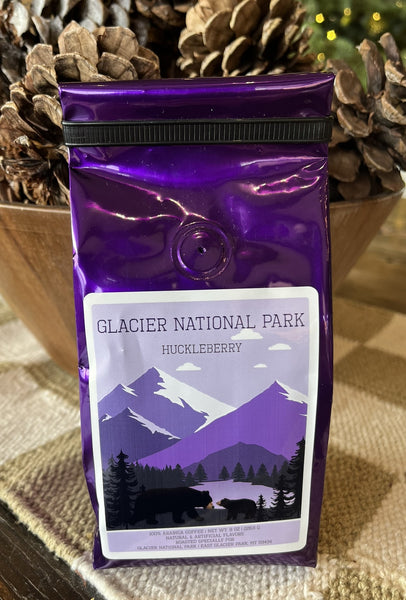 GLACIER NATIONAL PARK
HUCKLEBERRY
100% ARABICA COFFEE | NET WT. 8 OZ | 226.8 G
NATURAL & ARTIFICIAL FLAVORS
ROASTED SPECIALLY FOR
GLACIER NATIONAL PARK | EAST GLACIER PARK, MT 59434